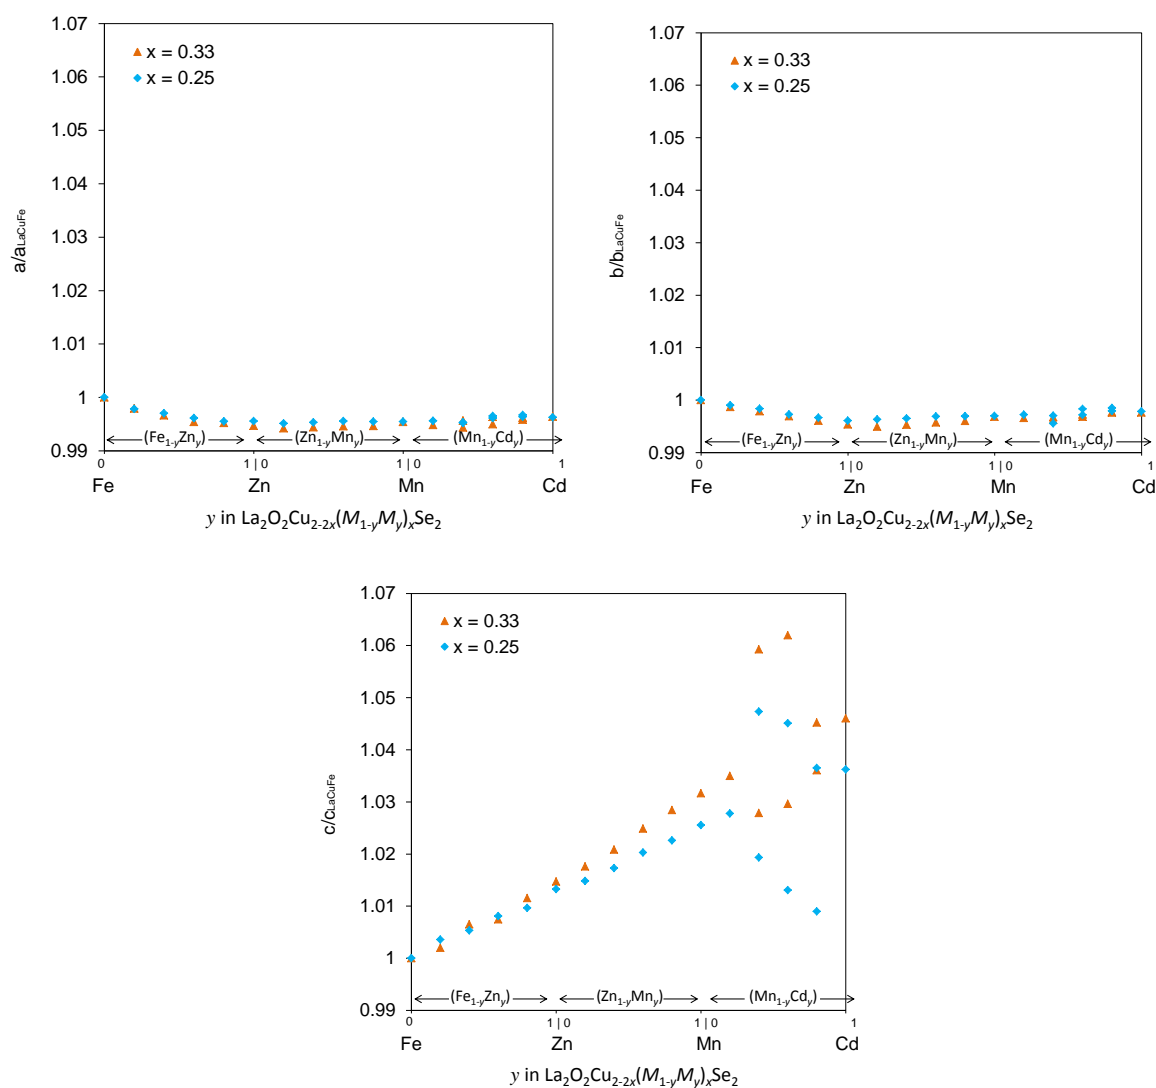 1.07
1.06
1.05
1.04
1.03
1.02
1.01
1
0.99
a/a_LaCuFe
x = 0.33
x = 0.25
(Fe₁₋yZny)
(Zn₁₋yMny)
(Mn₁₋yCdy)
0
1 | 0
1 | 0
1
Fe
Zn
Mn
Cd
y in La₂O₂Cu₂₋₂ₓ(M₁₋yMy)ₓSe₂
1.07
1.06
1.05
1.04
1.03
1.02
1.01
1
0.99
b/b_LaCuFe
x = 0.33
x = 0.25
(Fe₁₋yZny)
(Zn₁₋yMny)
(Mn₁₋yCdy)
0
1 | 0
1 | 0
1
Fe
Zn
Mn
Cd
y in La₂O₂Cu₂₋₂ₓ(M₁₋yMy)ₓSe₂
1.07
1.06
1.05
1.04
1.03
1.02
1.01
1
0.99
c/c_LaCuFe
x = 0.33
x = 0.25
(Fe₁₋yZny)
(Zn₁₋yMny)
(Mn₁₋yCdy)
0
1 | 0
1 | 0
1
Fe
Zn
Mn
Cd
y in La₂O₂Cu₂₋₂ₓ(M₁₋yMy)ₓSe₂